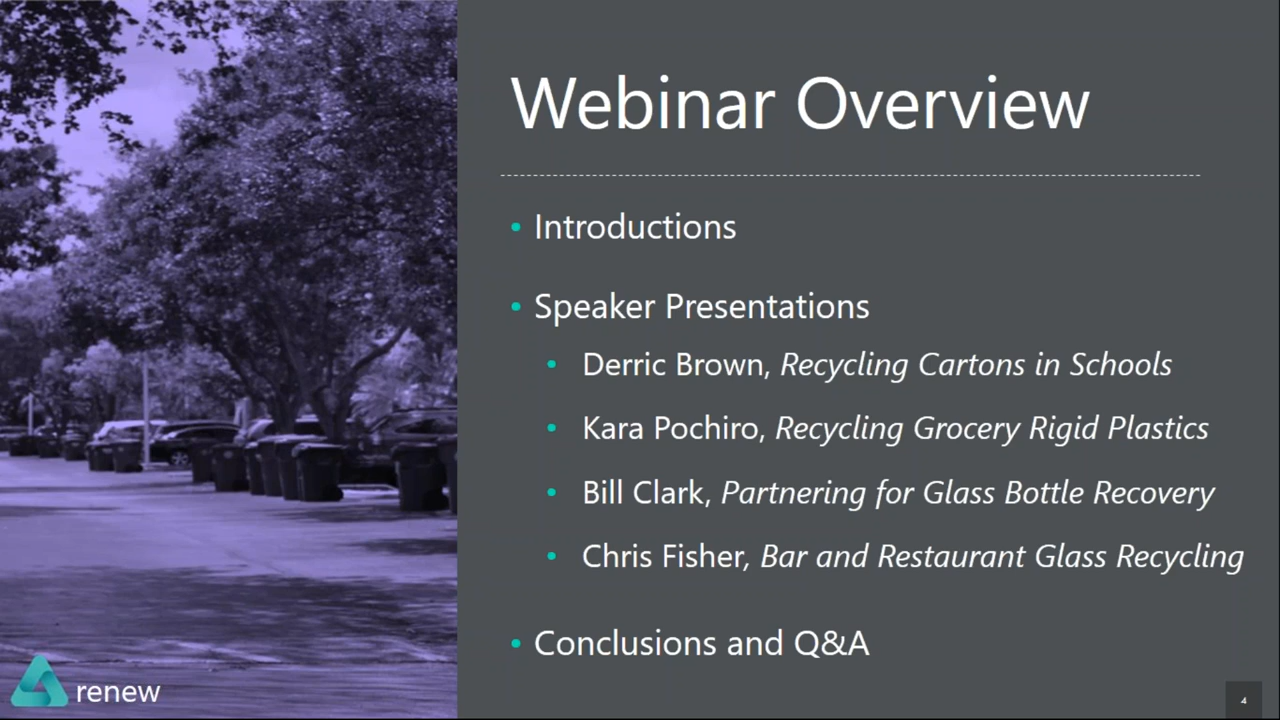 Webinar Overview
• Introductions
• Speaker Presentations
• Derric Brown, Recycling Cartons in Schools
• Kara Pochiro, Recycling Grocery Rigid Plastics
• Bill Clark, Partnering for Glass Bottle Recovery
• Chris Fisher, Bar and Restaurant Glass Recycling
• Conclusions and Q&A
renew
4